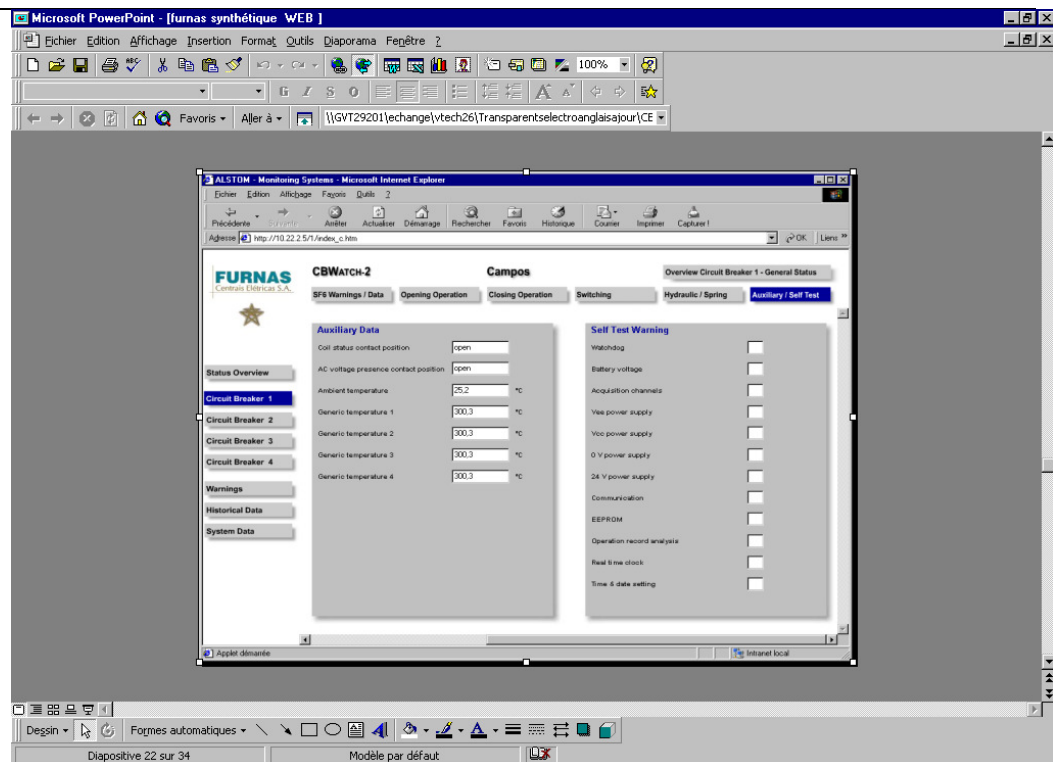 Microsoft PowerPoint - [furnas synthétique WEB ]
Fichier Edition Affichage Insertion Format Outils Diaporama Fenêtre ?
100%
G I S
Favoris Aller à \\GVT29201\echange\vtech26\Transparentselectroanglaisajour\CE
ALSTOM - Monitoring Systems - Microsoft Internet Explorer
Fichier Edition Affichage Favoris Outils ?
Précédente Suivante Arrêter Actualiser Démarrage Rechercher Favoris Historique Courrier Imprimer Capturer !
Adresse http://10.22.2.5/1/index_c.htm OK Liens »
FURNAS
Centrais Elétricas S.A.
CBWATCH-2 Campos Overview Circuit Breaker 1 - General Status
SF6 Warnings / Data Opening Operation Closing Operation Switching Hydraulic / Spring Auxiliary / Self Test
Status Overview
Circuit Breaker 1
Circuit Breaker 2
Circuit Breaker 3
Circuit Breaker 4
Warnings
Historical Data
System Data
Auxiliary Data
Coil status contact position open
AC voltage presence contact position open
Ambient temperature 25,2 °C
Generic temperature 1 300,3 °C
Generic temperature 2 300,3 °C
Generic temperature 3 300,3 °C
Generic temperature 4 300,3 °C
Self Test Warning
Watchdog
Battery voltage
Acquisition channels
Vee power supply
Vcc power supply
0 V power supply
24 V power supply
Communication
EEPROM
Operation record analysis
Real time clock
Time & date setting
Applet démarrée Intranet local
Dessin Formes automatiques
Diapositive 22 sur 34 Modèle par défaut